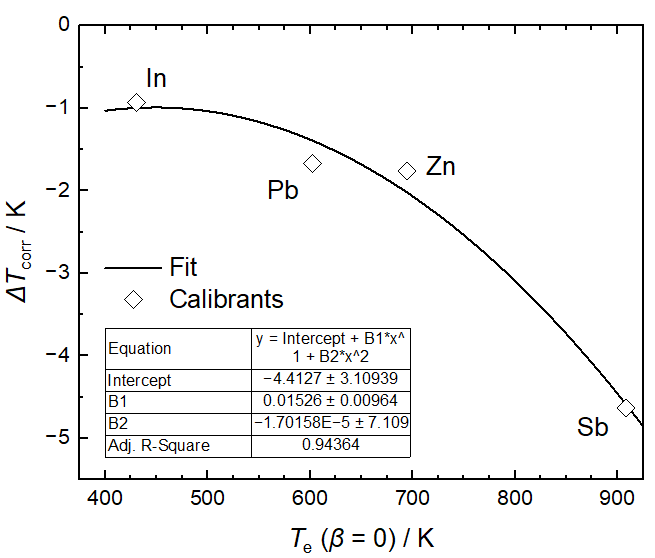 0
−1
−2
−3
−4
−5
ΔTcorr / K
In
Pb
Zn
Sb
Fit
Calibrants
Equation
y = Intercept + B1*x^
1 + B2*x^2
Intercept
−4.4127 ± 3.10939
B1
0.01526 ± 0.00964
B2
−1.70158E−5 ± 7.109
Adj. R-Square
0.94364
400
500
600
700
800
900
Te (β = 0) / K